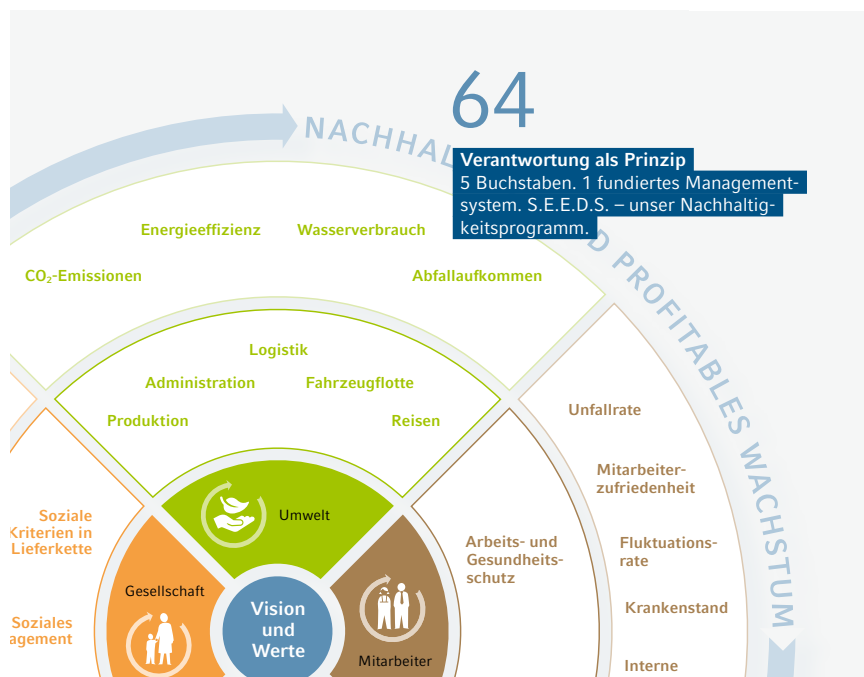 64
Verantwortung als Prinzip
5 Buchstaben. 1 fundiertes Management-
system. S.E.E.D.S. – unser Nachhaltig-
keitsprogramm.
PROFITABLES WACHSTUM
Energieeffizienz
Wasserverbrauch
CO₂-Emissionen
Abfallaufkommen
Logistik
Administration
Fahrzeugflotte
Produktion
Reisen
Umwelt
Unfallrate
Mitarbeiter-
zufriedenheit
Fluktuations-
rate
Krankenstand
Interne
Arbeits- und
Gesundheits-
schutz
Soziale
Kriterien in
Lieferkette
Soziales
Gesellschaft
Vision
und
Werte
Mitarbeiter